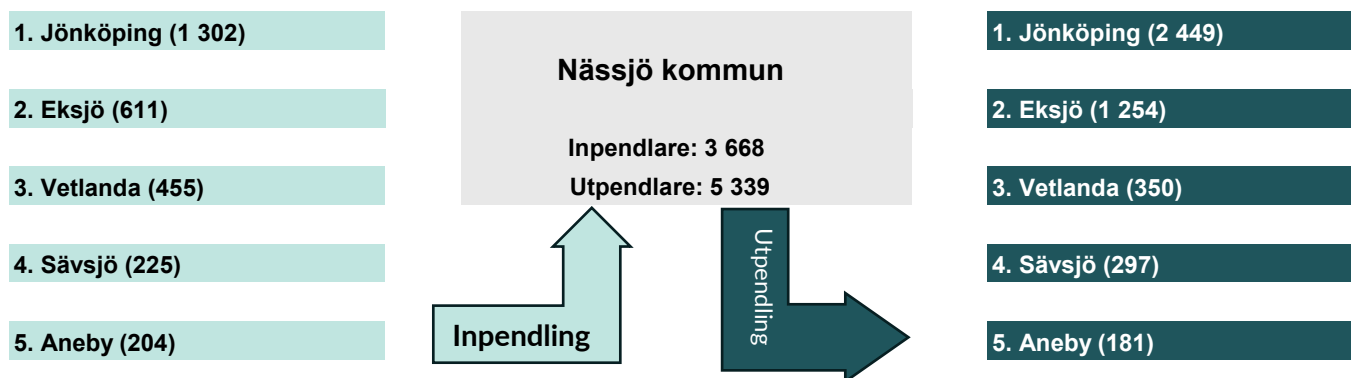 1. Jönköping (1 302)
2. Eksjö (611)
3. Vetlanda (455)
4. Sävsjö (225)
5. Aneby (204)
Nässjö kommun
Inpendlare: 3 668
Utpendlare: 5 339
Inpendling
Utpendling
1. Jönköping (2 449)
2. Eksjö (1 254)
3. Vetlanda (350)
4. Sävsjö (297)
5. Aneby (181)